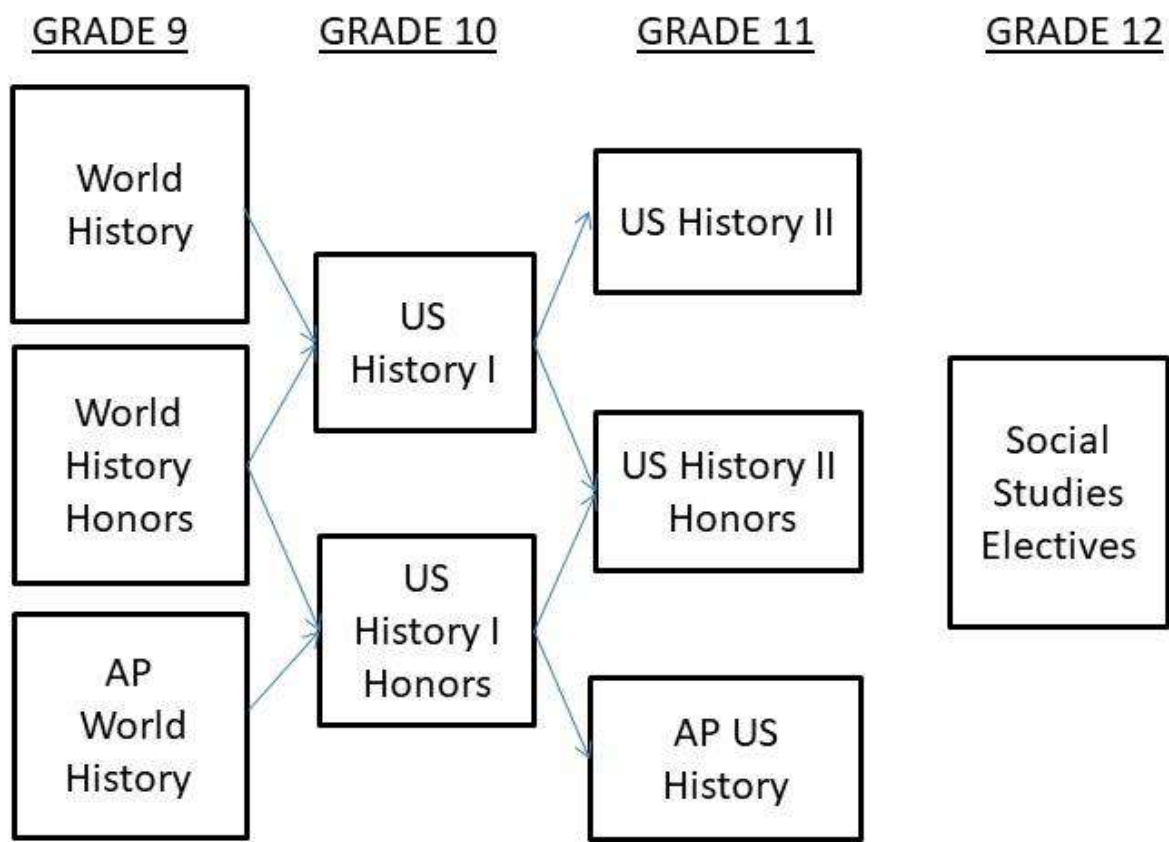 GRADE 9
GRADE 10
GRADE 11
GRADE 12
World
History
World
History
Honors
AP
World
History
US
History I
US
History I
Honors
US History II
US History II
Honors
AP US
History
Social
Studies
Electives